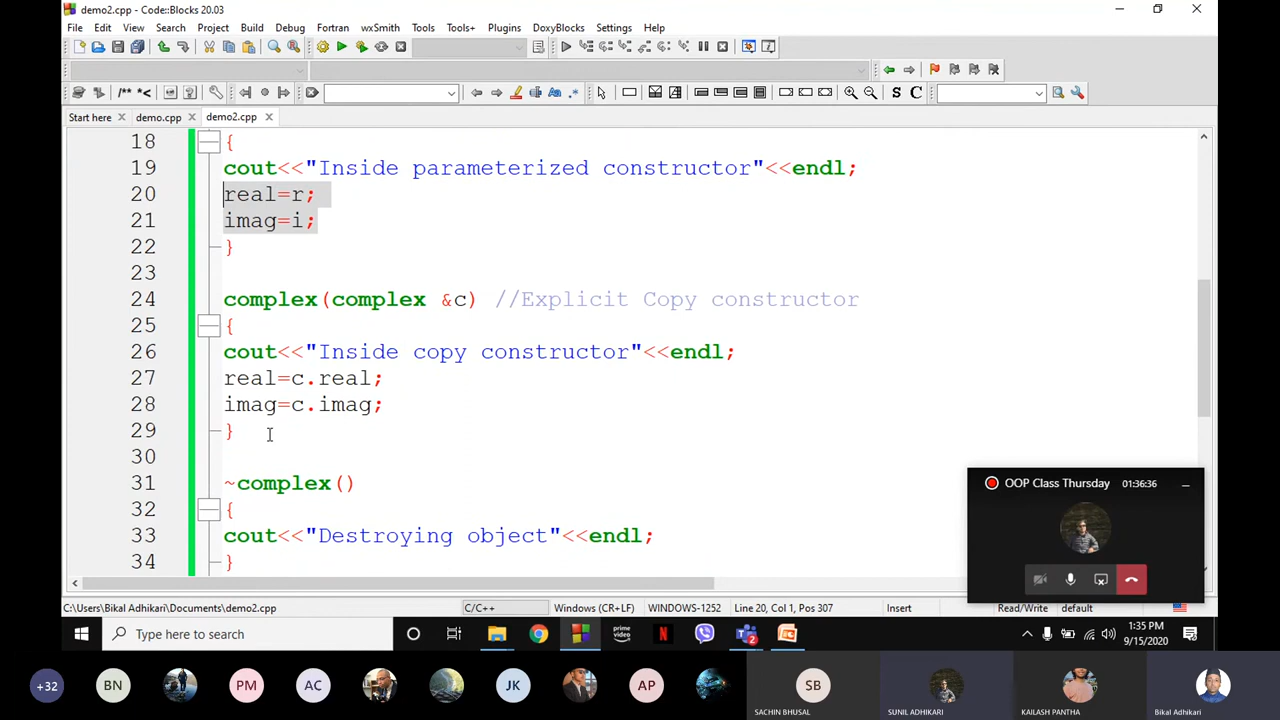 demo2.cpp - Code::Blocks 20.03
File Edit View Search Project Build Debug Fortran wxSmith Tools Tools+ Plugins DoxyBlocks Settings Help
/** *<
S C
Start here demo.cpp demo2.cpp
18 {
19 cout<<"Inside parameterized constructor"<<endl;
20 real=r;
21 imag=i;
22 }
23
24 complex(complex &c) //Explicit Copy constructor
25 {
26 cout<<"Inside copy constructor"<<endl;
27 real=c.real;
28 imag=c.imag;
29 }
30
31 ~complex()
32 {
33 cout<<"Destroying object"<<endl;
34 }
OOP Class Thursday 01:36:36
C:\Users\Bikal Adhikari\Documents\demo2.cpp C/C++ Windows (CR+LF) WINDOWS-1252 Line 20, Col 1, Pos 307 Insert Read/Write default
Type here to search
prime video
N
2
1:35 PM
9/15/2020
+32 BN PM AC JK AP SB
SACHIN BHUSAL SUNIL ADHIKARI KAILASH PANTHA Bikal Adhikari